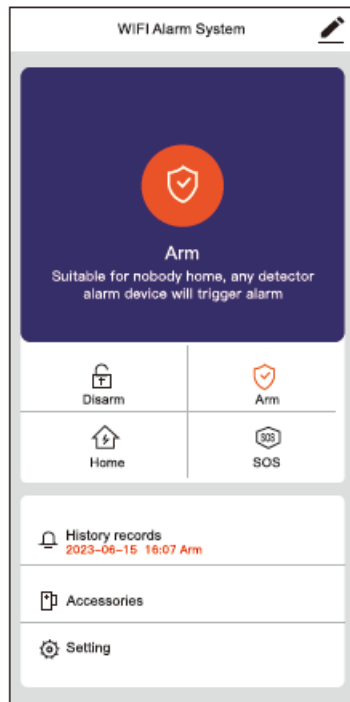 WIFI Alarm System
Arm
Suitable for nobody home, any detector
alarm device will trigger alarm
Disarm
Arm
Home
SOS
SOS
History records
2023-06-15 16:07 Arm
Accessories
Setting